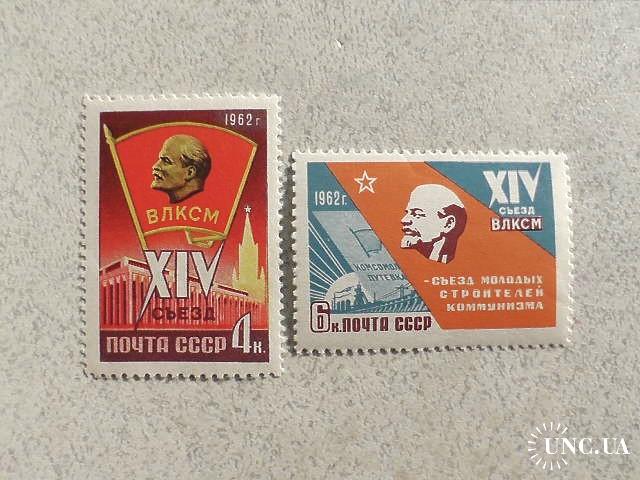 1962г
ВЛКСМ
XIV
СЪЕЗД
ПОЧТА СССР 4к.
1962г.
XIV
СЪЕЗД
ВЛКСМ
КОМСОМОЛ
ПУТЕВКА
- СЪЕЗД МОЛОДЫХ
СТРОИТЕЛЕЙ
КОММУНИЗМА
6к. ПОЧТА СССР
UNC.UA